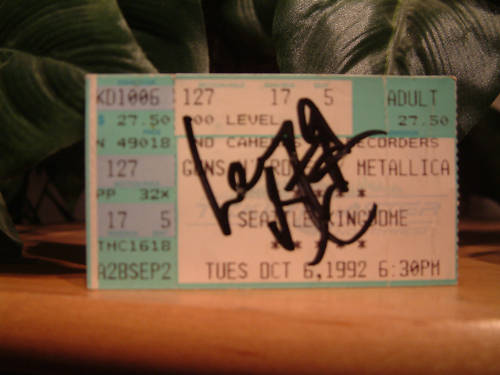 KD1006 127 17 5 ADULT
$ 27.50 100 LEVEL 27.50
N 49018 NO CAMERAS RECORDERS
127 GUNS N' ROSES METALLICA
PP 32X * * *
17 5 SEATTLE KINGDOME
THC1618 * * * * *
A2BSEP2 TUES OCT 6,1992 6:30PM